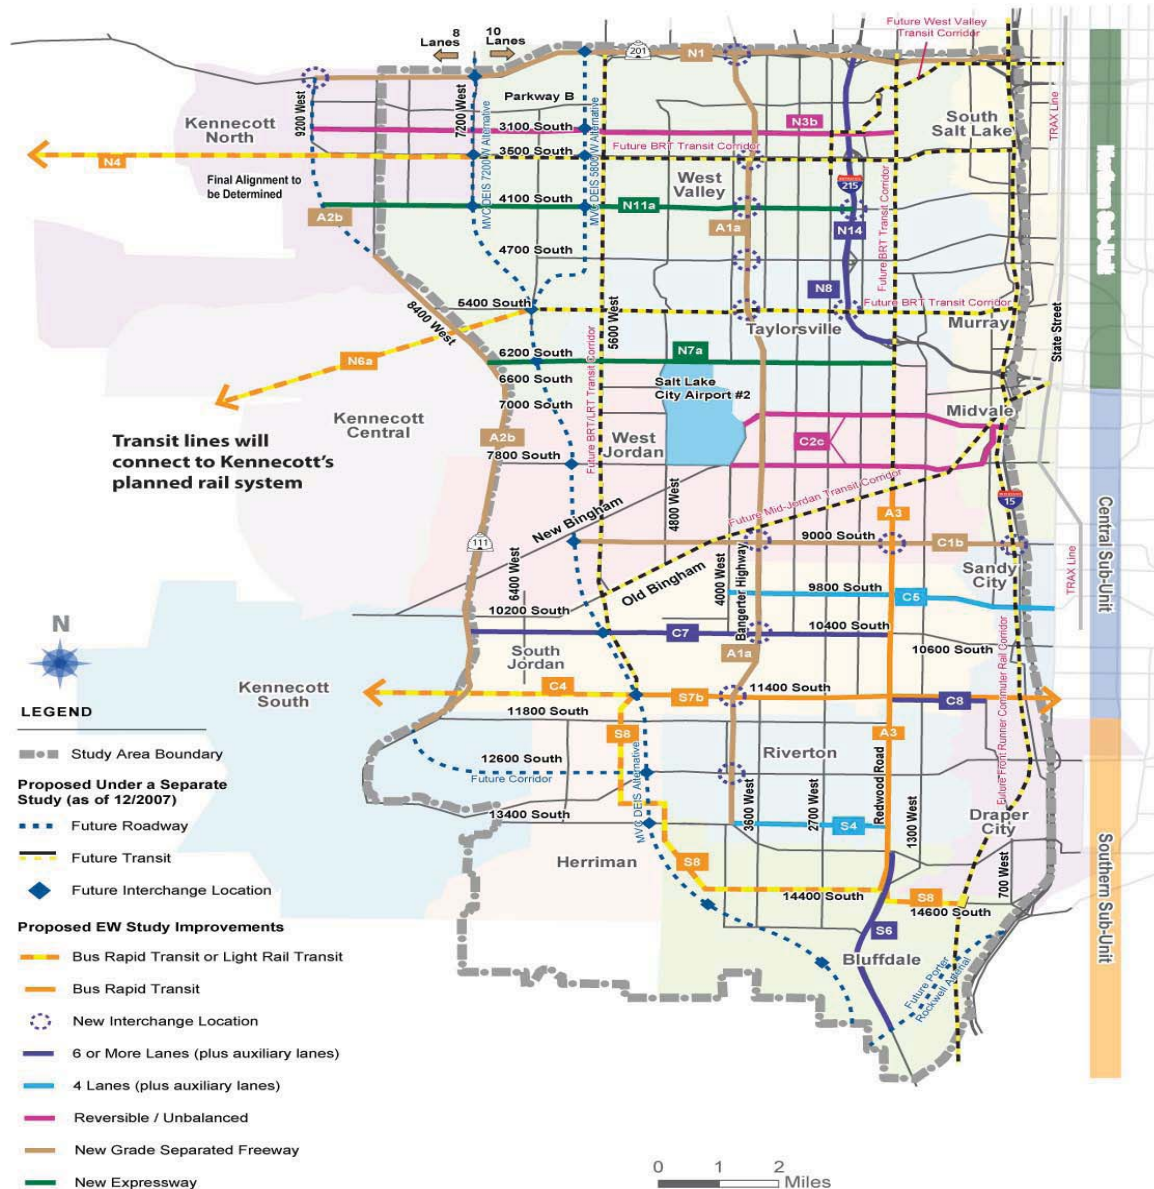 Future West Valley
Transit Corridor
8
Lanes
10
Lanes
201
N1
9200 West
7200 West
Parkway B
Kennecott
North
3100 South
N3b
South
Salt Lake
TRAX Line
N4
3500 South
Future BRT Transit Corridor
MVC DEIS 7200 W Alternative
MVC DEIS 5800 W Alternative
West
Valley
Final Alignment to
be Determined
215
Northern Sub-Unit
4100 South
N11a
A2b
A1a
N14
Future BRT Transit Corridor
4700 South
N8
8400 West
5400 South
5600 West
Future BRT Transit Corridor
Taylorsville
Murray
State Street
N6a
6200 South
N7a
6600 South
Salt Lake
City Airport #2
7000 South
Future BRT/LRT Transit Corridor
Kennecott
Central
Midvale
Transit lines will
connect to Kennecott's
planned rail system
A2b
West
Jordan
C2c
7800 South
4800 West
Future Mid-Jordan Transit Corridor
15
New Bingham
A3
111
9000 South
C1b
Central Sub-Unit
6400 West
Old Bingham
4000 West
Bangerter Highway
Sandy
City
TRAX Line
9800 South
C5
10200 South
N
C7
10400 South
10600 South
South
Jordan
A1a
Future Front Runner Commuter Rail Corridor
Kennecott
South
C4
S7b
11400 South
C8
LEGEND
11800 South
S8
A3
Study Area Boundary
12600 South
Future Corridor
Riverton
Proposed Under a Separate
Study (as of 12/2007)
MVC DEIS Alternative
3600 West
2700 West
Redwood Road
1300 West
Future Roadway
13400 South
S4
Draper
City
Southern Sub-Unit
Future Transit
Herriman
S8
700 West
Future Interchange Location
14400 South
S8
14600 South
Proposed EW Study Improvements
S6
Bus Rapid Transit or Light Rail Transit
Bluffdale
Future Porter
Rockwell Arsenal
Bus Rapid Transit
New Interchange Location
6 or More Lanes (plus auxiliary lanes)
4 Lanes (plus auxiliary lanes)
Reversible / Unbalanced
New Grade Separated Freeway
New Expressway
0 1 2
Miles